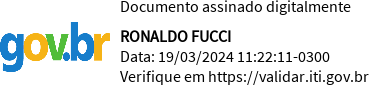 Documento assinado digitalmente
gov.br
RONALDO FUCCI
Data: 19/03/2024 11:22:11-0300
Verifique em https://validar.iti.gov.br